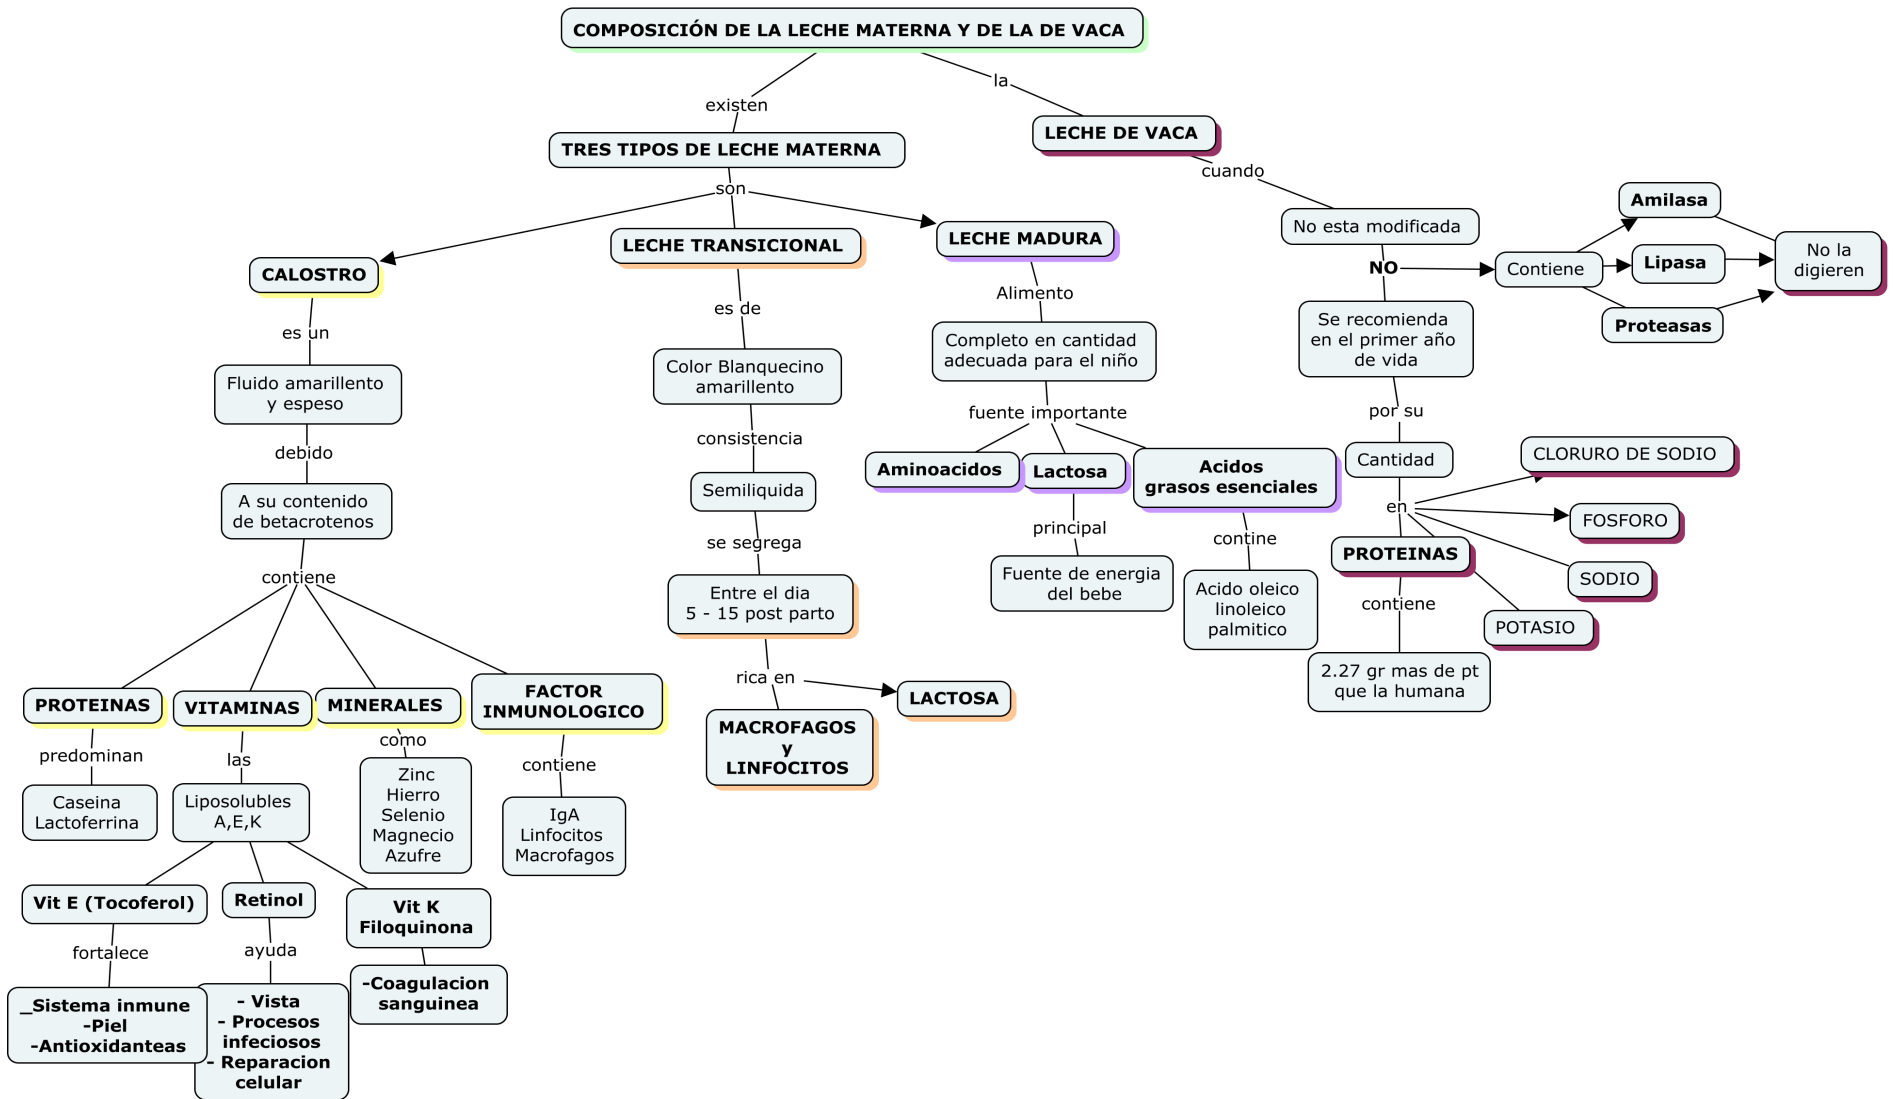 COMPOSICIÓN DE LA LECHE MATERNA Y DE LA DE VACA
existen
la
TRES TIPOS DE LECHE MATERNA
LECHE DE VACA
son
cuando
CALOSTRO
LECHE TRANSICIONAL
LECHE MADURA
No esta modificada
NO
Contiene
Amilasa
Lipasa
Proteasas
No la
digieren
es un
Fluido amarillento
y espeso
debido
A su contenido
de betacrotenos
contiene
PROTEINAS
VITAMINAS
MINERALES
FACTOR
INMUNOLOGICO
predominan
Caseina
Lactoferrina
las
Liposolubles
A,E,K
como
Zinc
Hierro
Selenio
Magnecio
Azufre
contiene
IgA
Linfocitos
Macrofagos
Vit E (Tocoferol)
Retinol
Vit K
Filoquinona
fortalece
_Sistema inmune
-Piel
-Antioxidanteas
ayuda
- Vista
- Procesos
infeciosos
- Reparacion
celular
-Coagulacion
sanguinea
es de
Color Blanquecino
amarillento
consistencia
Semiliquida
se segrega
Entre el dia
5 - 15 post parto
rica en
LACTOSA
MACROFAGOS
y
LINFOCITOS
Alimento
Completo en cantidad
adecuada para el niño
fuente importante
Aminoacidos
Lactosa
Acidos
grasos esenciales
principal
Fuente de energia
del bebe
contine
Acido oleico
linoleico
palmitico
Se recomienda
en el primer año
de vida
por su
Cantidad
en
CLORURO DE SODIO
FOSFORO
SODIO
POTASIO
PROTEINAS
contiene
2.27 gr mas de pt
que la humana